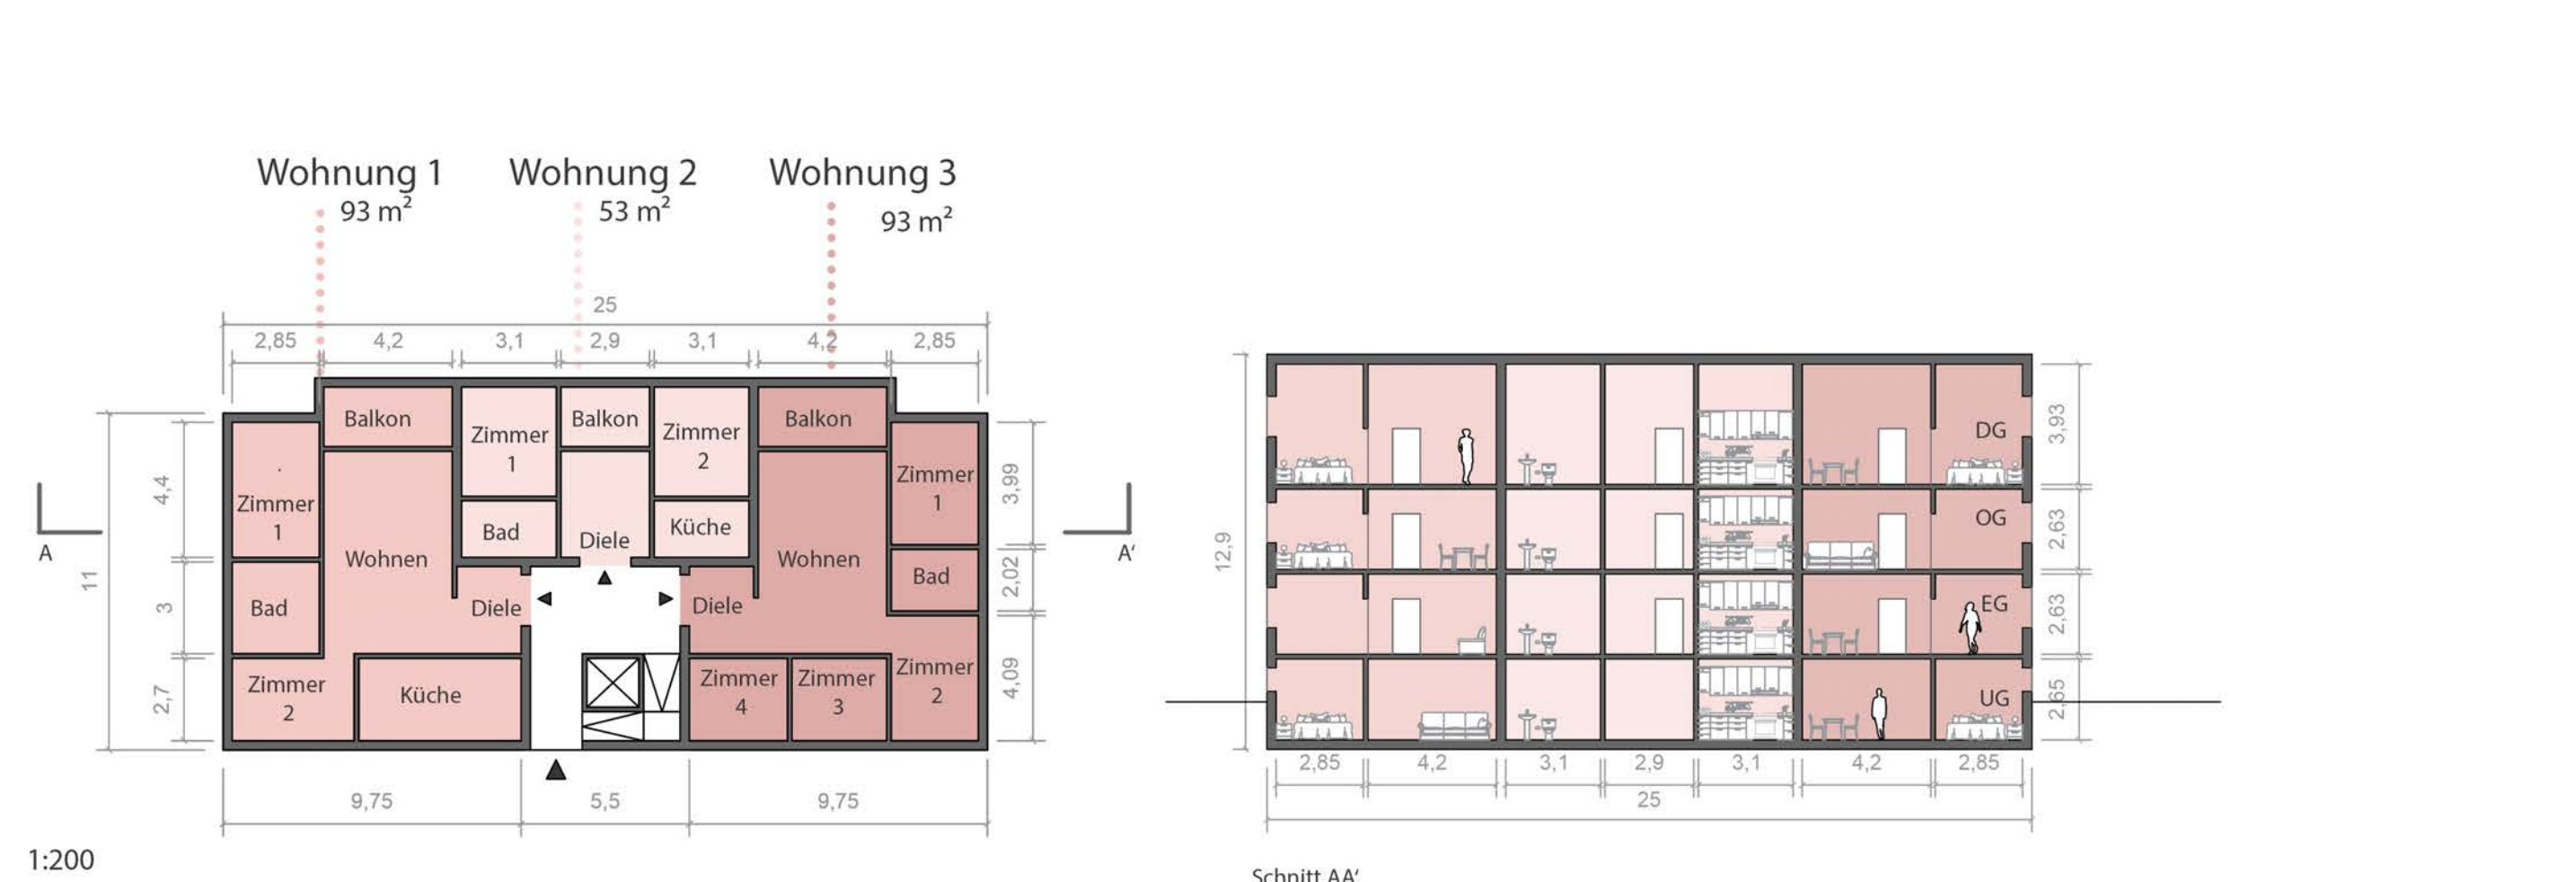 Wohnung 1
93 m²
Wohnung 2
53 m²
Wohnung 3
93 m²
25
2,85
4,2
3,1
2,9
3,1
4,2
2,85
Balkon
Zimmer
1
Balkon
Zimmer
2
Balkon
Zimmer
1
Wohnen
Bad
Diele
Küche
Wohnen
Zimmer
1
Bad
Diele
Diele
Bad
Zimmer
2
Küche
Zimmer
4
Zimmer
3
Zimmer
2
4,4
3
2,7
11
3,99
2,02
4,09
A
A'
9,75
5,5
9,75
1:200
12,9
DG
OG
EG
UG
3,93
2,63
2,63
2,65
2,85
4,2
3,1
2,9
3,1
4,2
2,85
25
Schnitt AA'